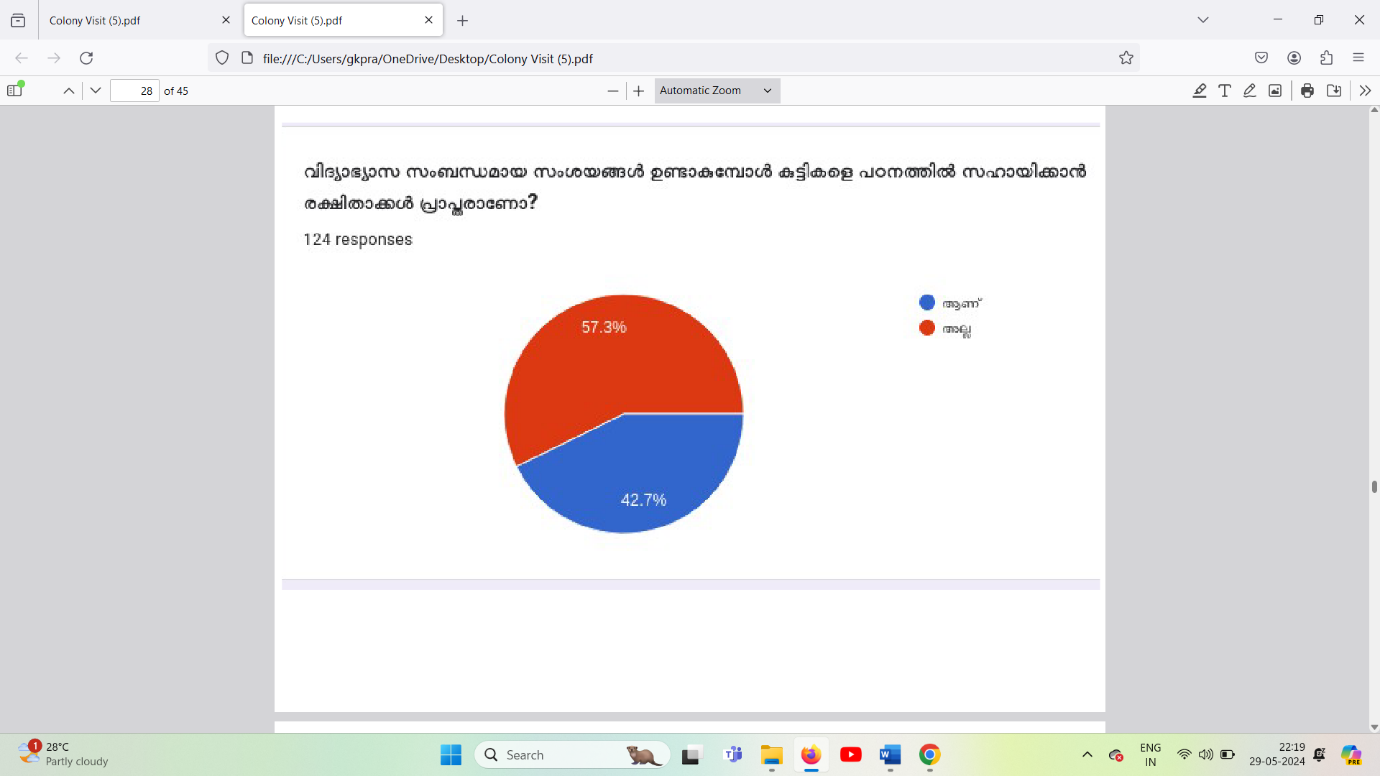 Colony Visit (5).pdf
Colony Visit (5).pdf
file:///C:/Users/gkpra/OneDrive/Desktop/Colony Visit (5).pdf
28 of 45
Automatic Zoom
വിദ്യാഭ്യാസ സംബന്ധമായ സംശയങ്ങൾ ഉണ്ടാകുമ്പോൾ കുട്ടികളെ പഠനത്തിൽ സഹായിക്കാൻ
രക്ഷിതാക്കൾ പ്രാപ്തരാണോ?
124 responses
ആണ്
അല്ല
57.3%
42.7%
1
28°C
Partly cloudy
Search
ENG
IN
22:19
29-05-2024
PRE